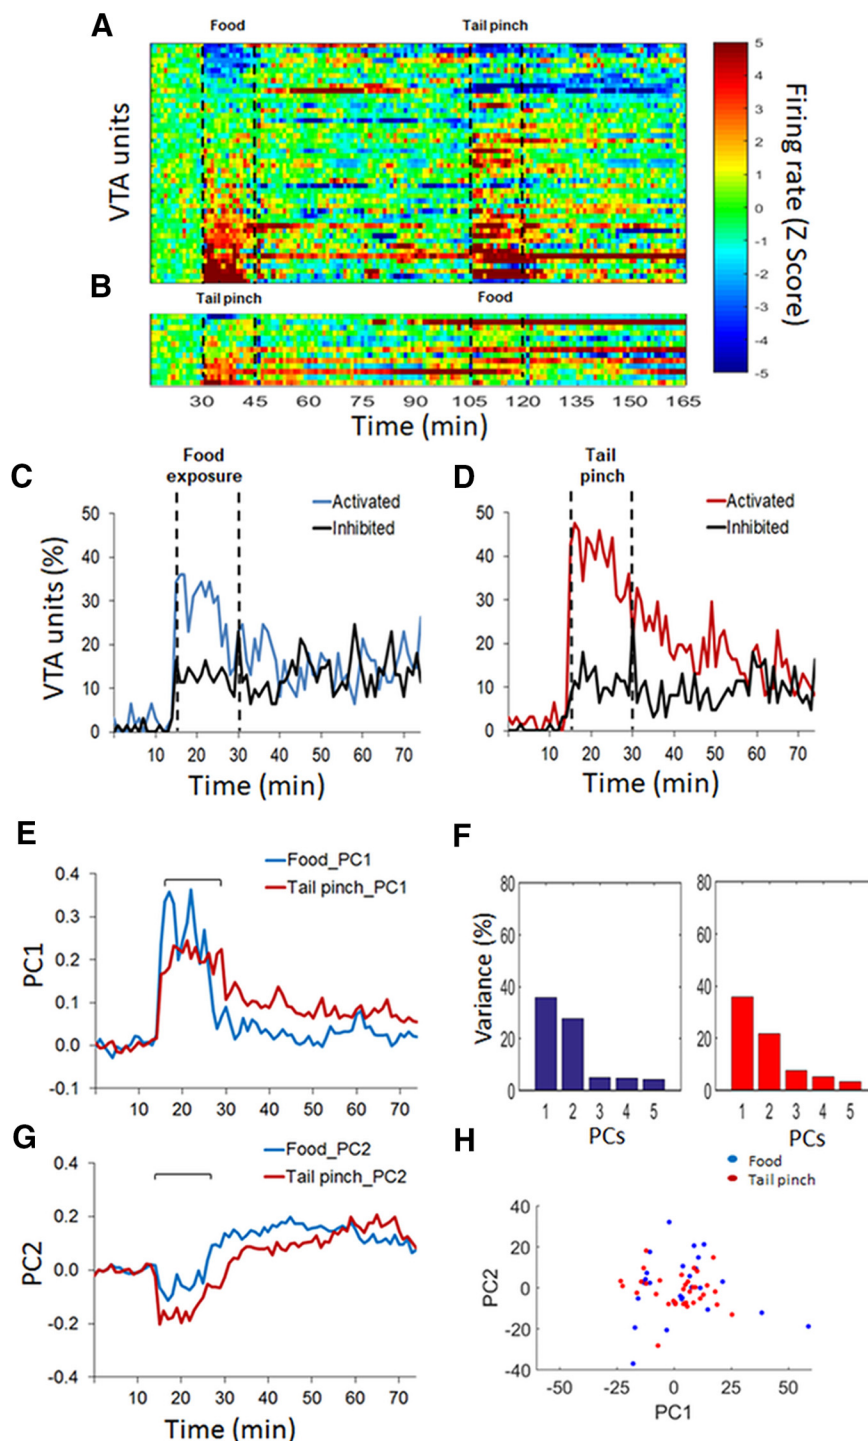 A
Food
Tail pinch
VTA units
5
4
3
2
1
0
-1
-2
-3
-4
-5
Firing rate (Z Score)
B
Tail pinch
Food
30 45 60 75 90 105 120 135 150 165
Time (min)
C
Food
exposure
Activated
Inhibited
VTA units (%)
50
40
30
20
10
0
10 20 30 40 50 60 70
Time (min)
D
Tail
pinch
Activated
Inhibited
50
40
30
20
10
0
10 20 30 40 50 60 70
Time (min)
E
Food_PC1
Tail pinch_PC1
PC1
0.4
0.3
0.2
0.1
0.0
-0.1
10 20 30 40 50 60 70
F
Variance (%)
80
60
40
20
0
1 2 3 4 5
PCs
80
60
40
20
0
1 2 3 4 5
PCs
G
Food_PC2
Tail pinch_PC2
PC2
0.4
0.2
0.0
-0.2
-0.4
10 20 30 40 50 60 70
Time (min)
H
Food
Tail pinch
PC2
40
20
0
-20
-40
-50 -25 0 25 50
PC1